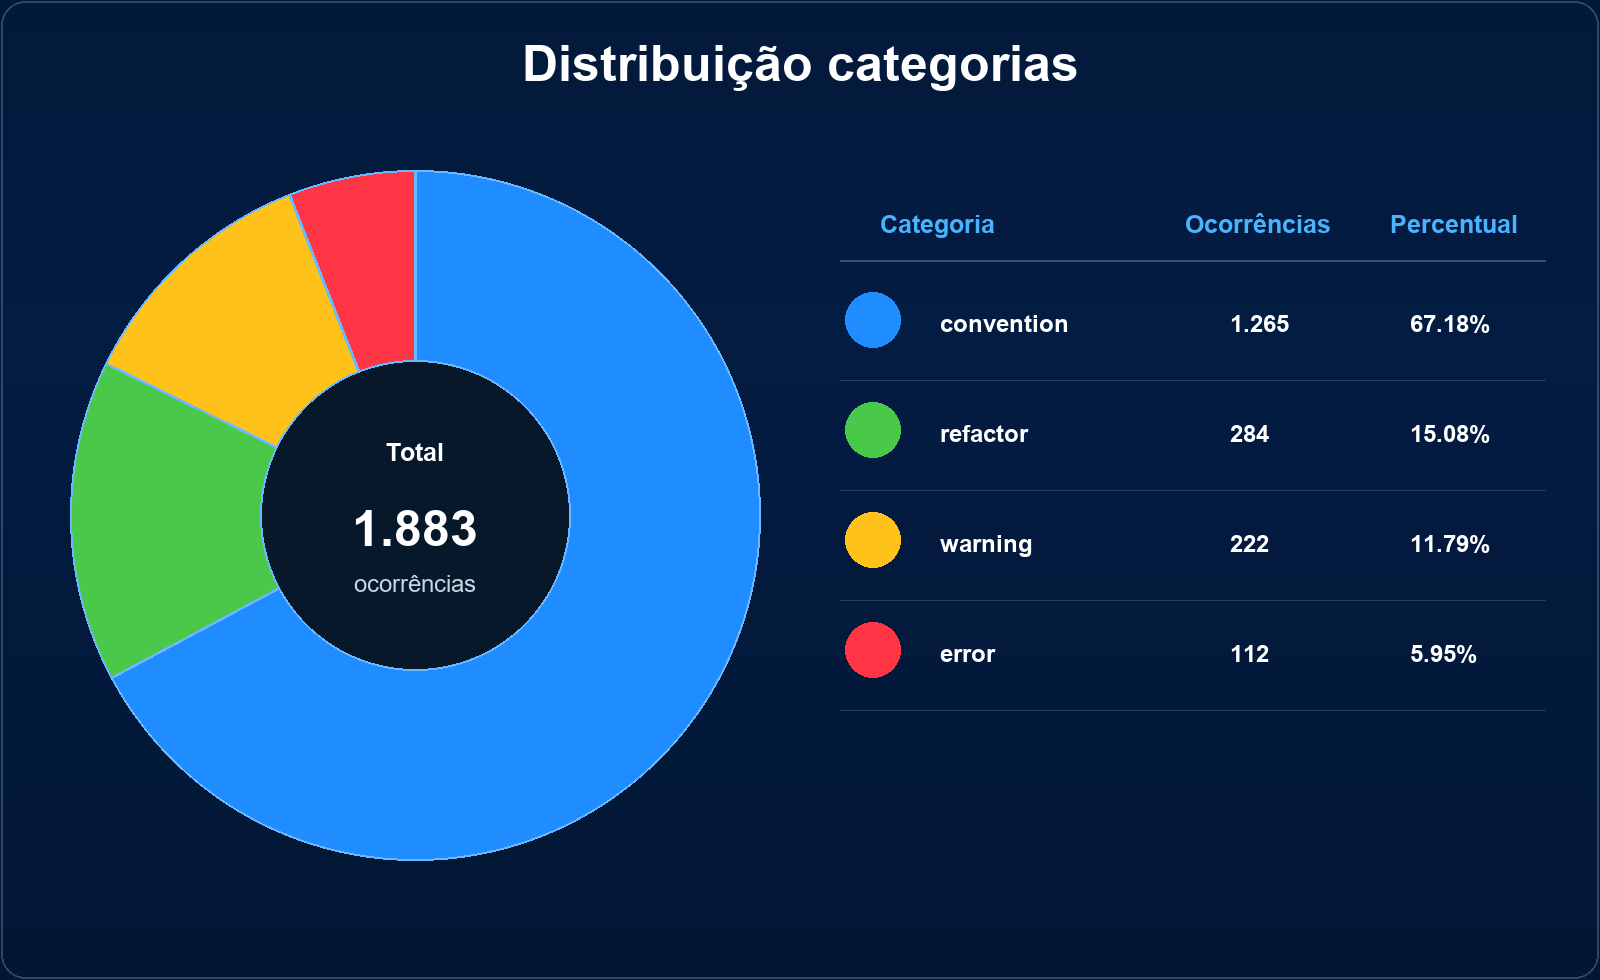 Distribuição categorias
Total
1.883
ocorrências
Categoria Ocorrências Percentual
convention 1.265 67.18%
refactor 284 15.08%
warning 222 11.79%
error 112 5.95%